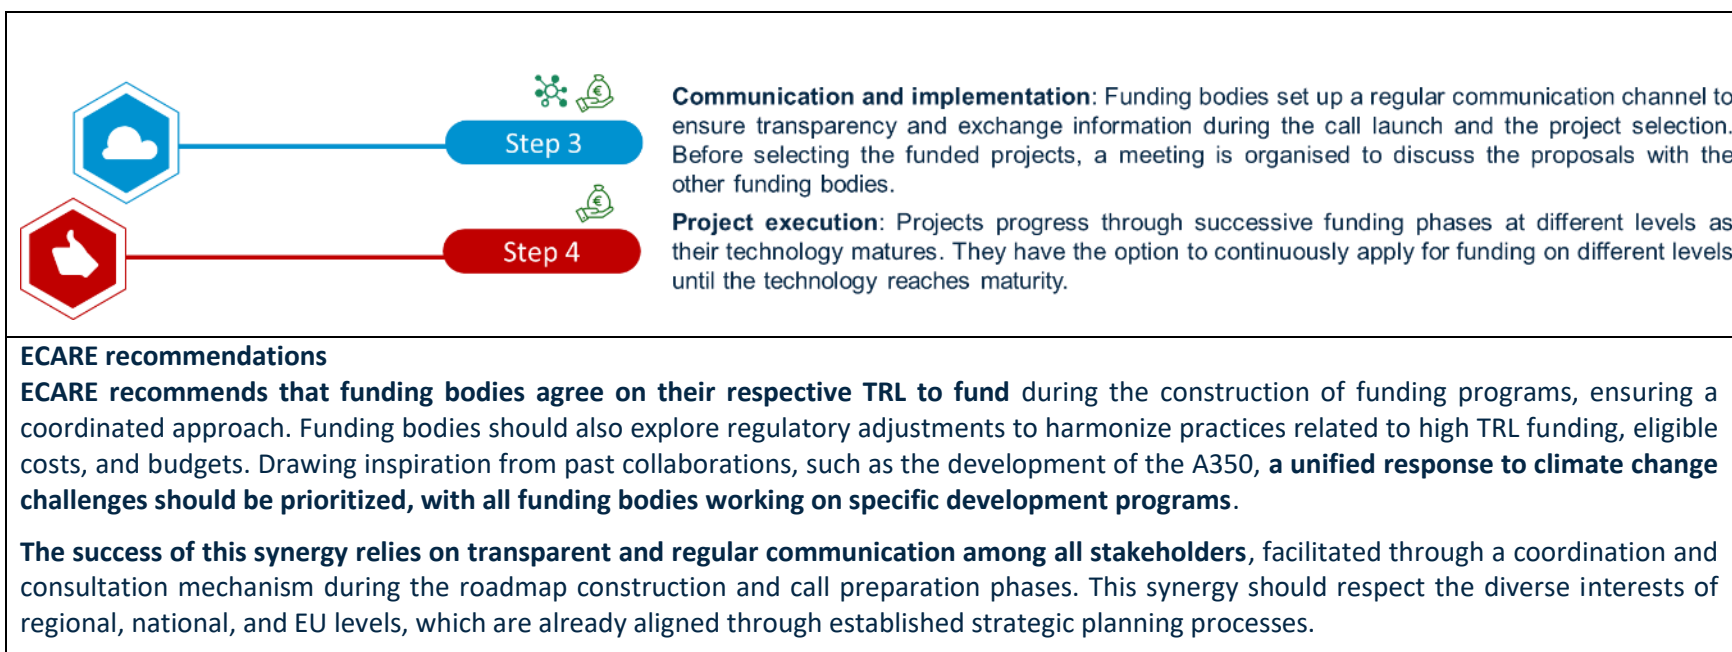 Step 3
Communication and implementation: Funding bodies set up a regular communication channel to
ensure transparency and exchange information during the call launch and the project selection.
Before selecting the funded projects, a meeting is organised to discuss the proposals with the
other funding bodies.
Step 4
Project execution: Projects progress through successive funding phases at different levels as
their technology matures. They have the option to continuously apply for funding on different levels
until the technology reaches maturity.
ECARE recommendations
ECARE recommends that funding bodies agree on their respective TRL to fund during the construction of funding programs, ensuring a
coordinated approach. Funding bodies should also explore regulatory adjustments to harmonize practices related to high TRL funding, eligible
costs, and budgets. Drawing inspiration from past collaborations, such as the development of the A350, a unified response to climate change
challenges should be prioritized, with all funding bodies working on specific development programs.
The success of this synergy relies on transparent and regular communication among all stakeholders, facilitated through a coordination and
consultation mechanism during the roadmap construction and call preparation phases. This synergy should respect the diverse interests of
regional, national, and EU levels, which are already aligned through established strategic planning processes.